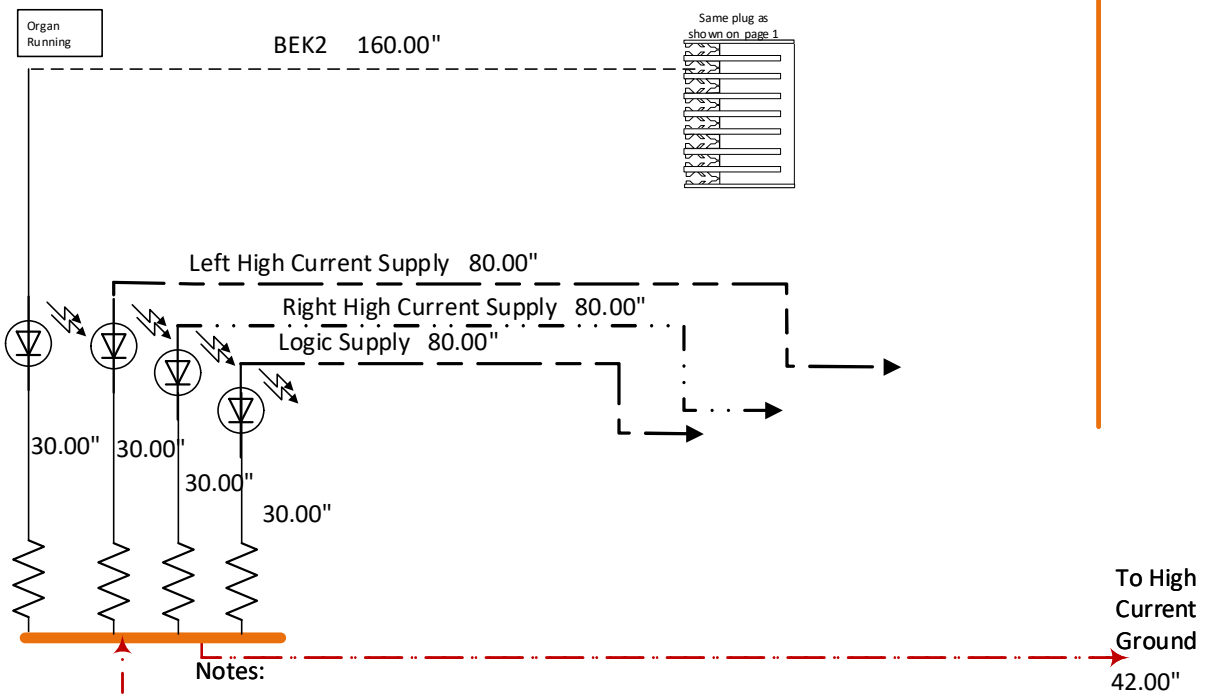 Organ
Running
BEK2 160.00"
Same plug as
shown on page 1
Left High Current Supply 80.00"
Right High Current Supply 80.00"
Logic Supply 80.00"
30.00"
30.00"
30.00"
30.00"
To High
Current
Ground
42.00"
Notes: